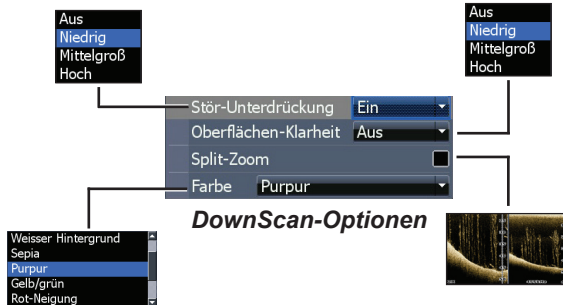 Aus
Niedrig
Mittelgroß
Hoch
Aus
Niedrig
Mittelgroß
Hoch
Stör-Unterdrückung Ein
Oberflächen-Klarheit Aus
Split-Zoom
Farbe Purpur
DownScan-Optionen
Weisser Hintergrund
Sepia
Purpur
Gelb/grün
Rot-Neigung